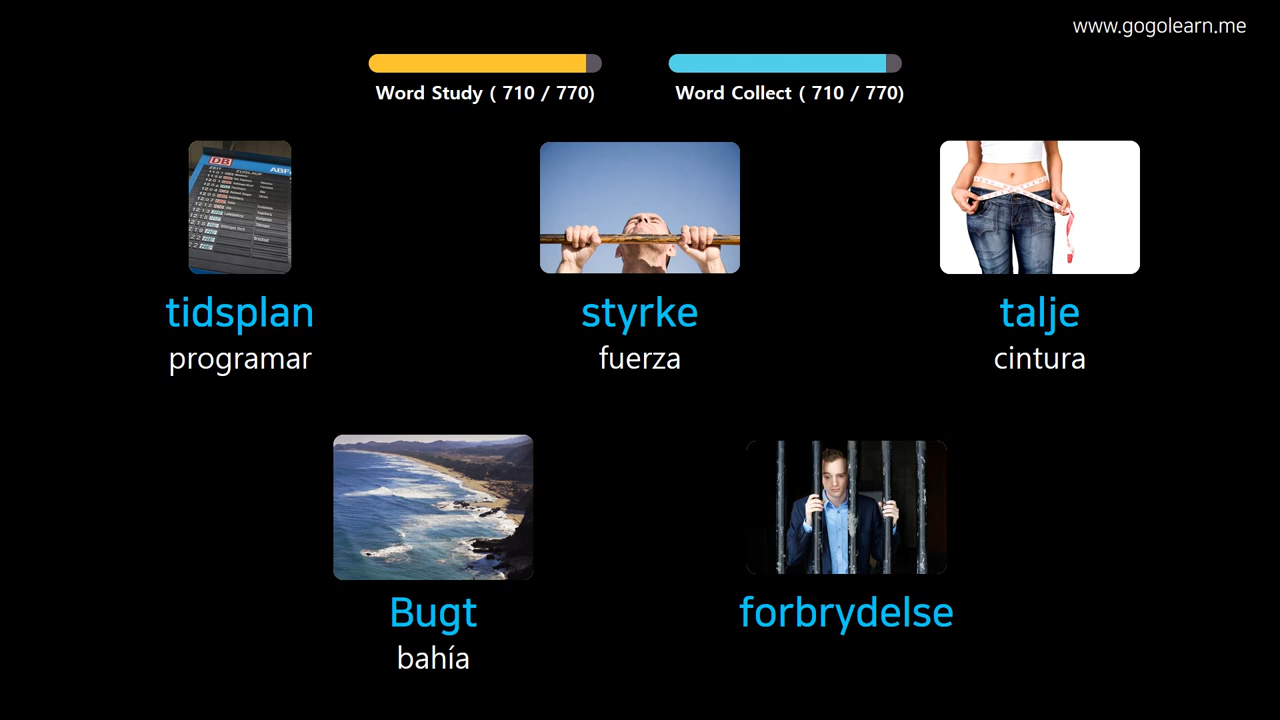 www.gogolearn.me
Word Study ( 710 / 770)
Word Collect ( 710 / 770)
DB
tidsplan
programar
styrke
fuerza
talje
cintura
Bugt
bahía
forbrydelse